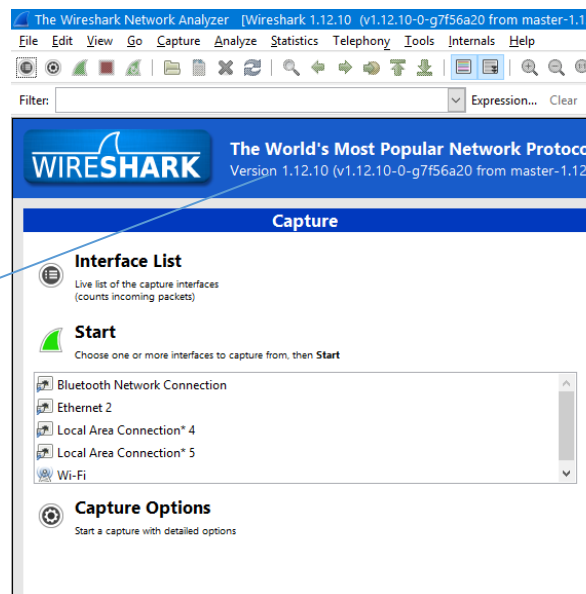 The Wireshark Network Analyzer [Wireshark 1.12.10 (v1.12.10-0-g7f56a20 from master-1.1
File Edit View Go Capture Analyze Statistics Telephony Tools Internals Help
Filter: Expression... Clear
WIRESHARK
The World's Most Popular Network Protoco
Version 1.12.10 (v1.12.10-0-g7f56a20 from master-1.12
Capture
Interface List
Live list of the capture interfaces
(counts incoming packets)
Start
Choose one or more interfaces to capture from, then Start
Bluetooth Network Connection
Ethernet 2
Local Area Connection* 4
Local Area Connection* 5
Wi-Fi
Capture Options
Start a capture with detailed options